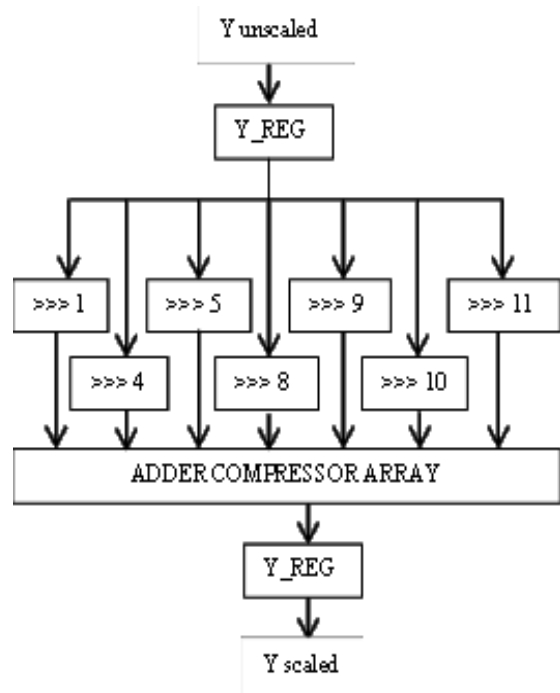 Y unscaled
Y_REG
>>> 1
>>> 5
>>> 9
>>> 11
>>> 4
>>> 8
>>> 10
ADDER COMPRESSOR ARRAY
Y_REG
Y scaled